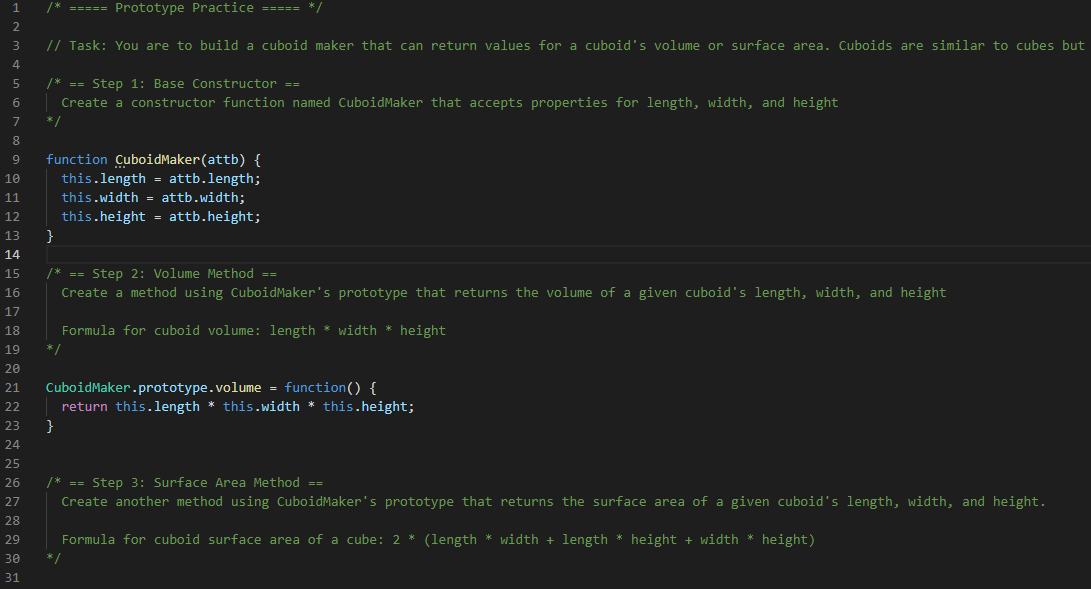 1 /* ===== Prototype Practice ===== */
2
3 // Task: You are to build a cuboid maker that can return values for a cuboid's volume or surface area. Cuboids are similar to cubes but
4
5 /* == Step 1: Base Constructor ==
6 Create a constructor function named CuboidMaker that accepts properties for length, width, and height
7 */
8
9 function CuboidMaker(attb) {
10 this.length = attb.length;
11 this.width = attb.width;
12 this.height = attb.height;
13 }
14
15 /* == Step 2: Volume Method ==
16 Create a method using CuboidMaker's prototype that returns the volume of a given cuboid's length, width, and height
17
18 Formula for cuboid volume: length * width * height
19 */
20
21 CuboidMaker.prototype.volume = function() {
22 return this.length * this.width * this.height;
23 }
24
25
26 /* == Step 3: Surface Area Method ==
27 Create another method using CuboidMaker's prototype that returns the surface area of a given cuboid's length, width, and height.
28
29 Formula for cuboid surface area of a cube: 2 * (length * width + length * height + width * height)
30 */
31